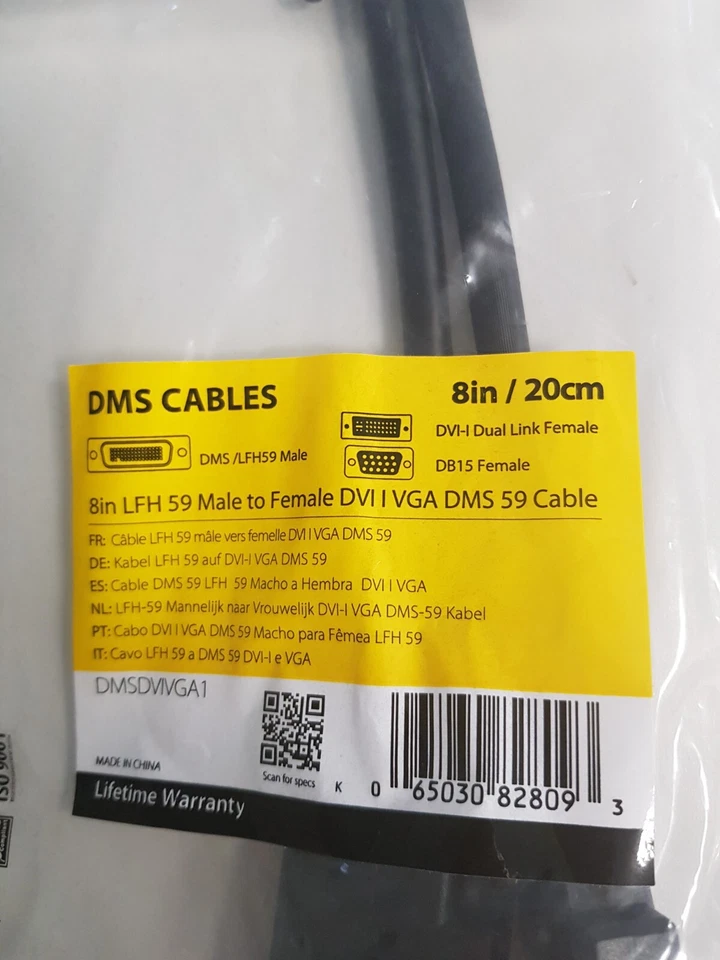 DMS CABLES
8in / 20cm
DMS /LFH59 Male
DVI-I Dual Link Female
DB15 Female
8in LFH 59 Male to Female DVI I VGA DMS 59 Cable
FR: Câble LFH 59 mâle vers femelle DVI I VGA DMS 59
DE: Kabel LFH 59 auf DVI-I VGA DMS 59
ES: Cable DMS 59 LFH 59 Macho a Hembra DVI I VGA
NL: LFH-59 Mannelijk naar Vrouwelijk DVI-I VGA DMS-59 Kabel
PT: Cabo DVI I VGA DMS 59 Macho para Fêmea LFH 59
IT: Cavo LFH 59 a DMS 59 DVI-I e VGA
DMSDVIVGA1
MADE IN CHINA
Scan for specs
K
0 65030 82809 3
Lifetime Warranty
ISO 9001